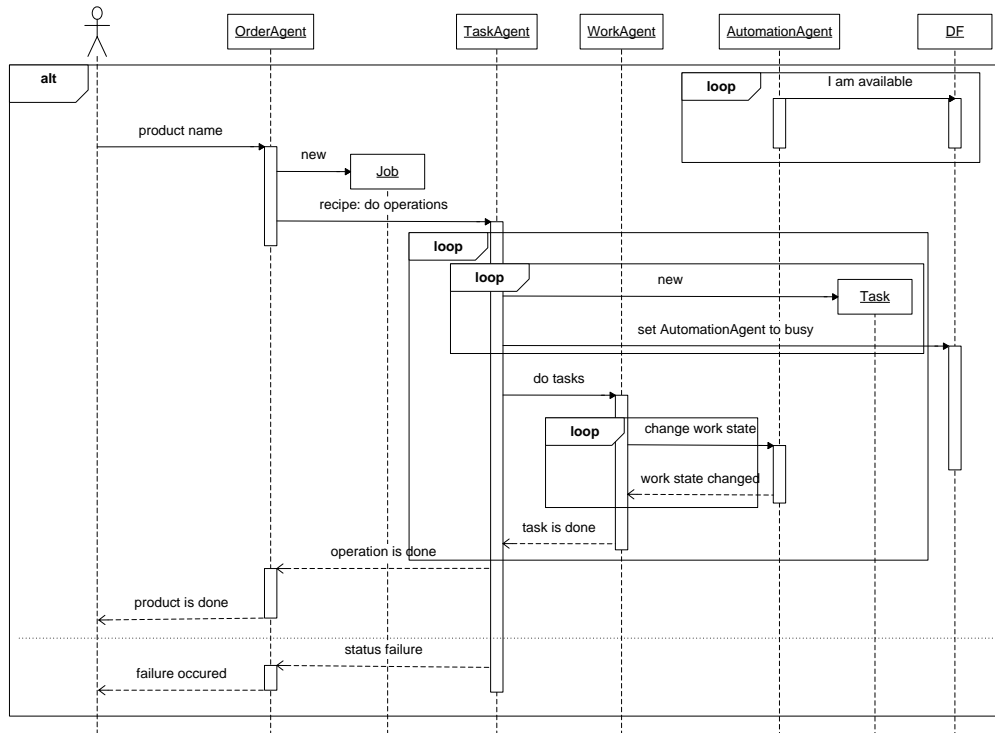 OrderAgent
TaskAgent
WorkAgent
AutomationAgent
DF
alt
loop
I am available
product name
new
Job
recipe: do operations
loop
loop
new
Task
set AutomationAgent to busy
do tasks
loop
change work state
work state changed
task is done
operation is done
product is done
status failure
failure occured